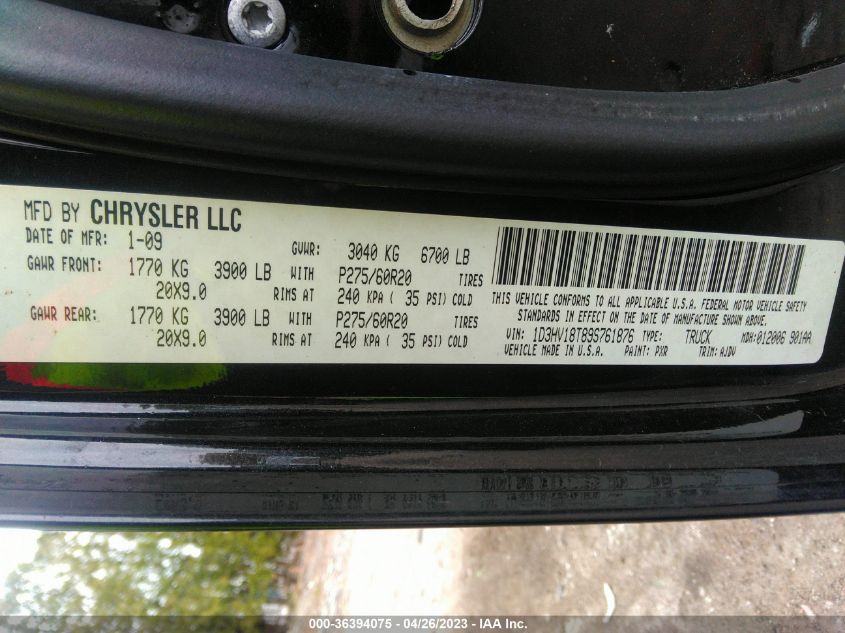 MFD BY CHRYSLER LLC
DATE OF MFR: 1-09 GVWR: 3040 KG 6700 LB
GAWR FRONT: 1770 KG 3900 LB WITH P275/60R20 TIRES
20X9.0 RIMS AT 240 KPA ( 35 PSI) COLD
GAWR REAR: 1770 KG 3900 LB WITH P275/60R20 TIRES
20X9.0 RIMS AT 240 KPA ( 35 PSI) COLD
THIS VEHICLE CONFORMS TO ALL APPLICABLE U.S.A. FEDERAL MOTOR VEHICLE SAFETY
STANDARDS IN EFFECT ON THE DATE OF MANUFACTURE SHOWN ABOVE.
VIN: 1D3HV18T89S761876 TYPE: TRUCK MDH:012006 901AA
VEHICLE MADE IN U.S.A. PAINT: PXR TRIM: AJDV
000-36394075 - 04/26/2023 - IAA Inc.